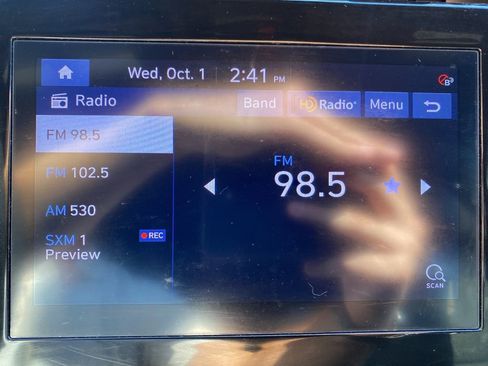 Wed, Oct. 1 2:41 PM
Radio Band HD Radio Menu
FM 98.5
FM 102.5
AM 530
SXM 1 REC
Preview
FM
98.5
SCAN